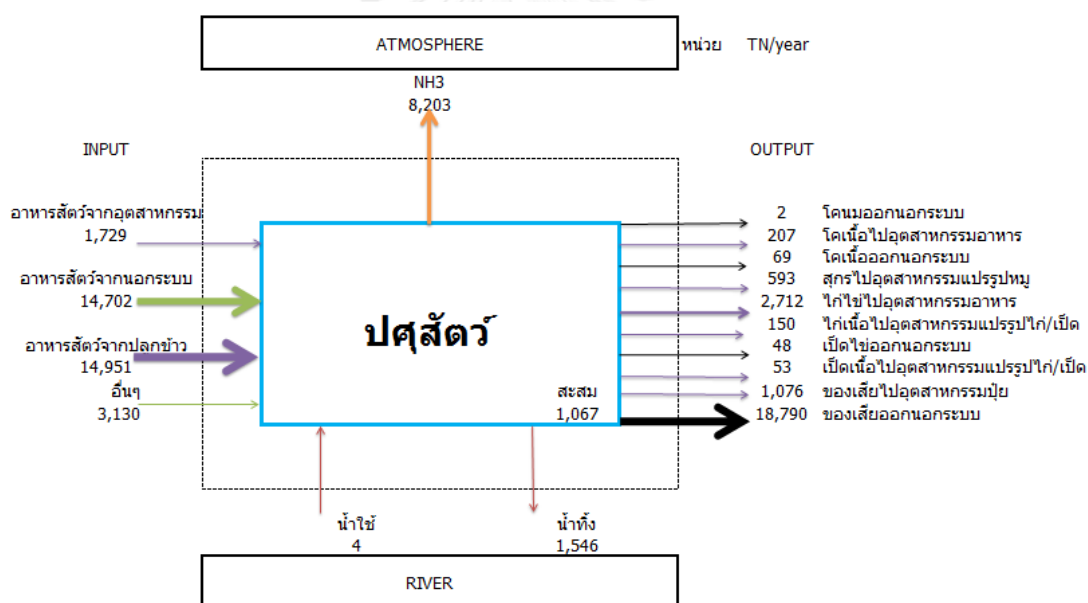 ATMOSPHERE
หน่วย TN/year
NH3
8,203
INPUT
OUTPUT
อาหารสัตว์จากอุตสาหกรรม
1,729
อาหารสัตว์จากนอกระบบ
14,702
อาหารสัตว์จากปลูกข้าว
14,951
อื่นๆ
3,130
ปศุสัตว์
สะสม
1,067
2 โคนมออกนอกระบบ
207 โคเนื้อไปอุตสาหกรรมอาหาร
69 โคเนื้อออกนอกระบบ
593 สุกรไปอุตสาหกรรมแปรรูปหมู
2,712 ไก่ไข่ไปอุตสาหกรรมอาหาร
150 ไก่เนื้อไปอุตสาหกรรมแปรรูปไก่/เป็ด
48 เป็ดไข่ออกนอกระบบ
53 เป็ดเนื้อไปอุตสาหกรรมแปรรูปไก่/เป็ด
1,076 ของเสียไปอุตสาหกรรมปุ๋ย
18,790 ของเสียออกนอกระบบ
น้ำใช้
4
น้ำทิ้ง
1,546
RIVER